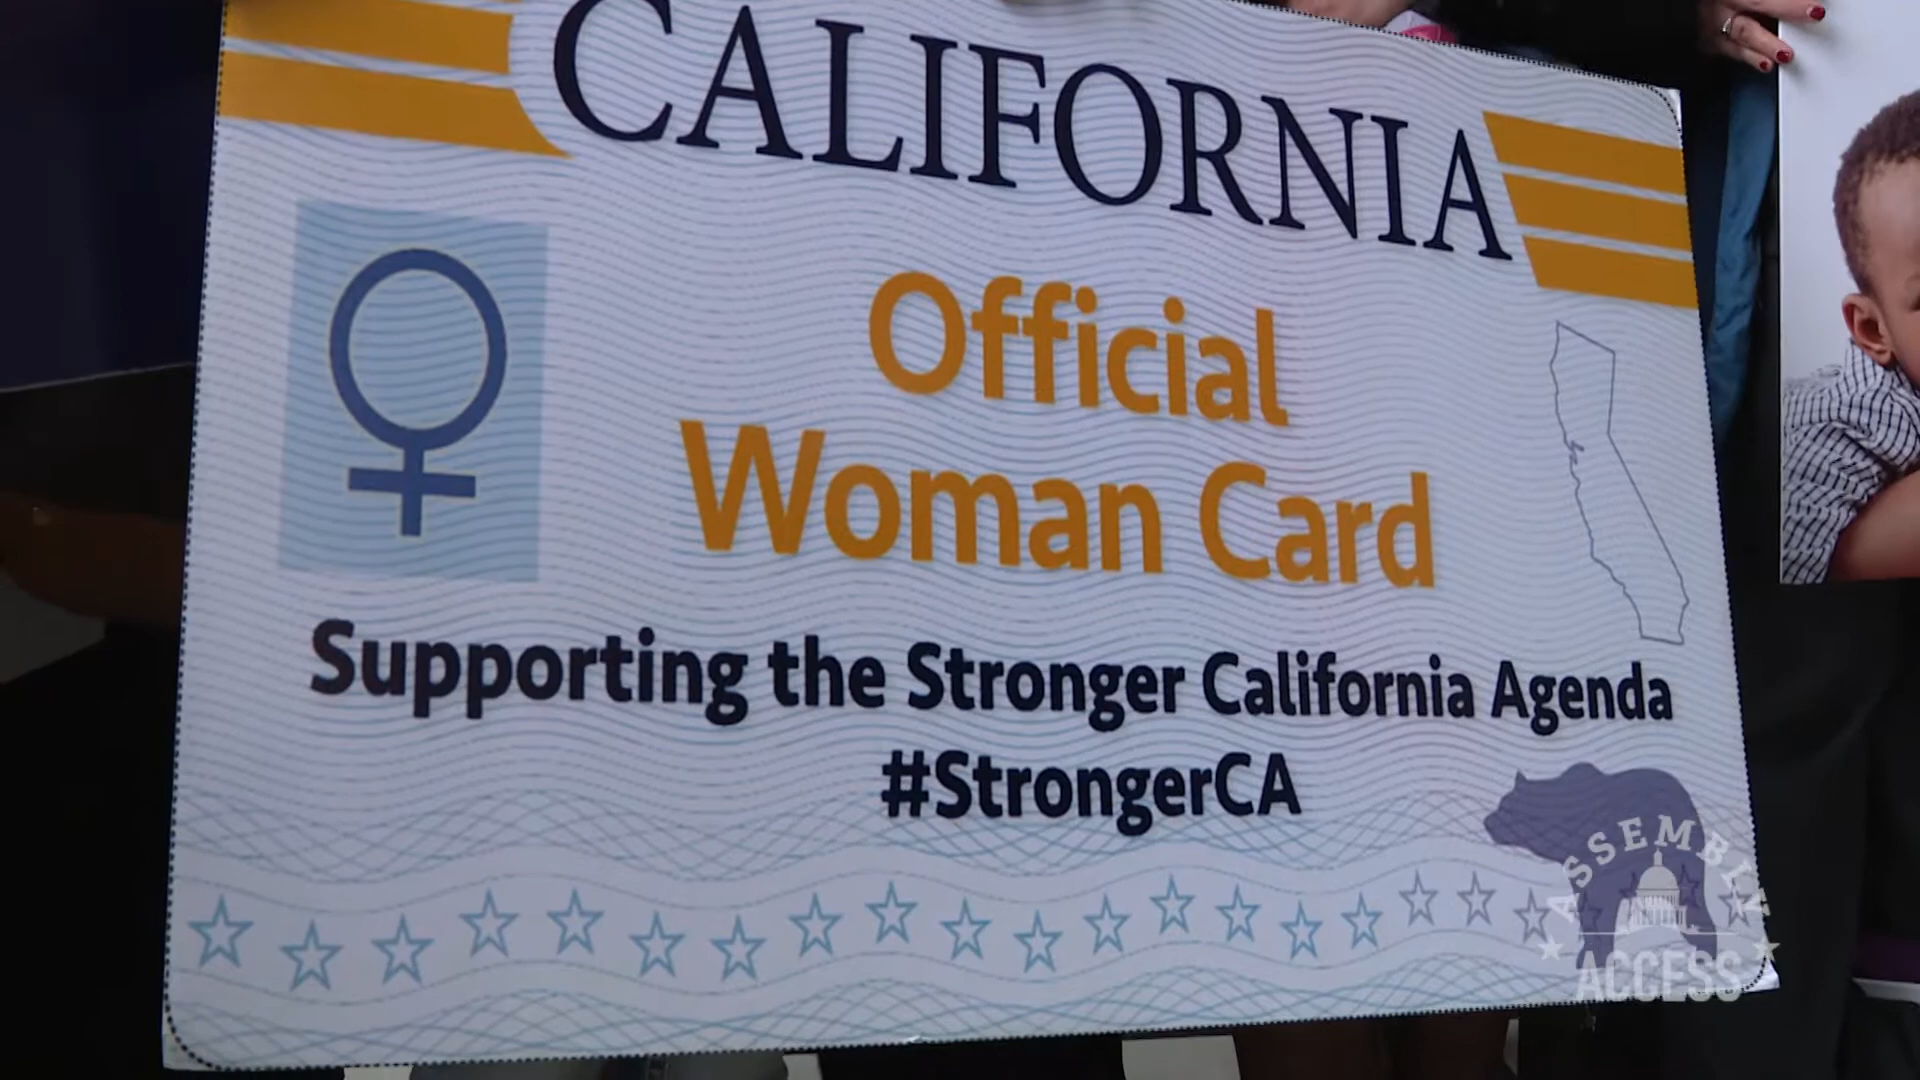 CALIFORNIA
Official
Woman Card
Supporting the Stronger California Agenda
#StrongerCA
ASSEMBLY
ACCESS